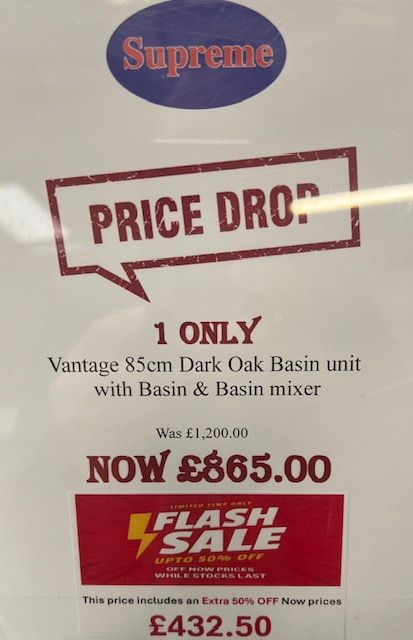 Supreme
PRICE DROP
1 ONLY
Vantage 85cm Dark Oak Basin unit
with Basin & Basin mixer
Was £1,200.00
NOW £865.00
LIMITED TIME ONLY
FLASH
SALE
UPTO 50% OFF
OFF NOW PRICES
WHILE STOCKS LAST
This price includes an Extra 50% OFF Now prices
£432.50